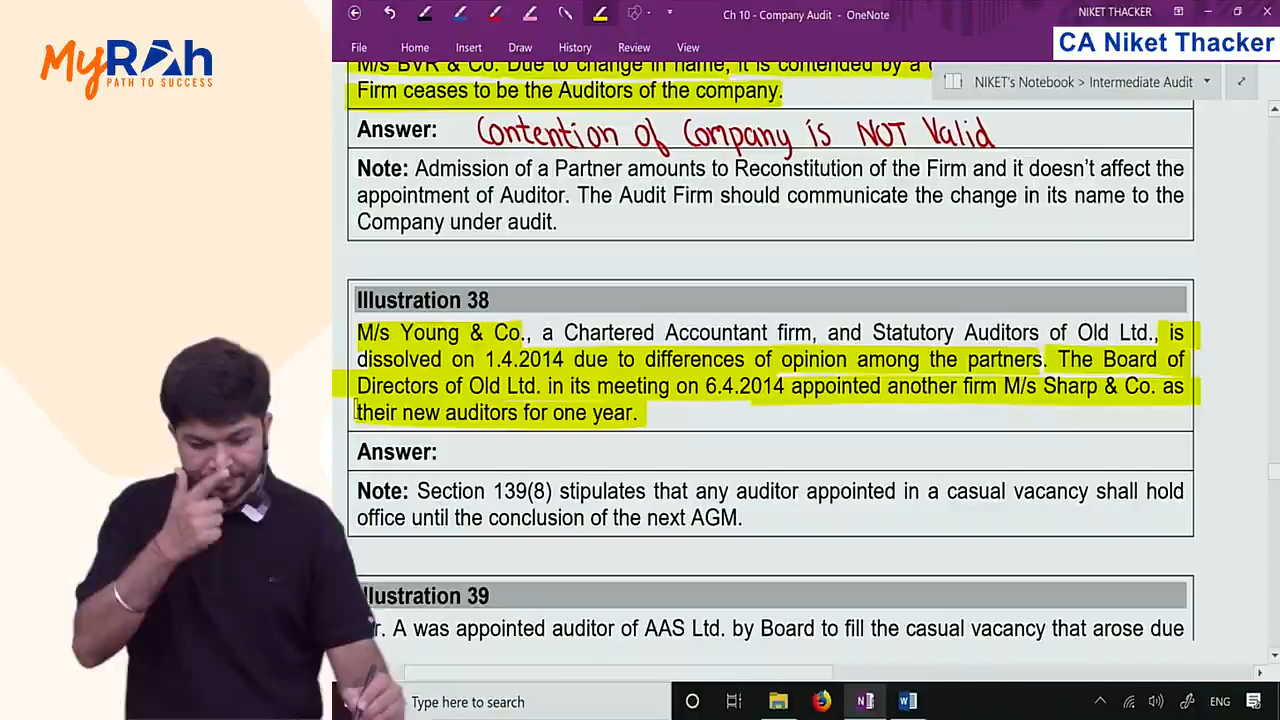 MyRAh
PATH TO SUCCESS
Ch 10 - Company Audit - OneNote
NIKET THACKER
File Home Insert Draw History Review View
CA Niket Thacker
NIKET's Notebook > Intermediate Audit
M/s BVR & Co. Due to change in name, it is contended by a
Firm ceases to be the Auditors of the company.
Answer: Contention of Company is NOT Valid
Note: Admission of a Partner amounts to Reconstitution of the Firm and it doesn't affect the
appointment of Auditor. The Audit Firm should communicate the change in its name to the
Company under audit.
Illustration 38
M/s Young & Co., a Chartered Accountant firm, and Statutory Auditors of Old Ltd., is
dissolved on 1.4.2014 due to differences of opinion among the partners. The Board of
Directors of Old Ltd. in its meeting on 6.4.2014 appointed another firm M/s Sharp & Co. as
their new auditors for one year.
Answer:
Note: Section 139(8) stipulates that any auditor appointed in a casual vacancy shall hold
office until the conclusion of the next AGM.
Illustration 39
r. A was appointed auditor of AAS Ltd. by Board to fill the casual vacancy that arose due
Type here to search
ENG